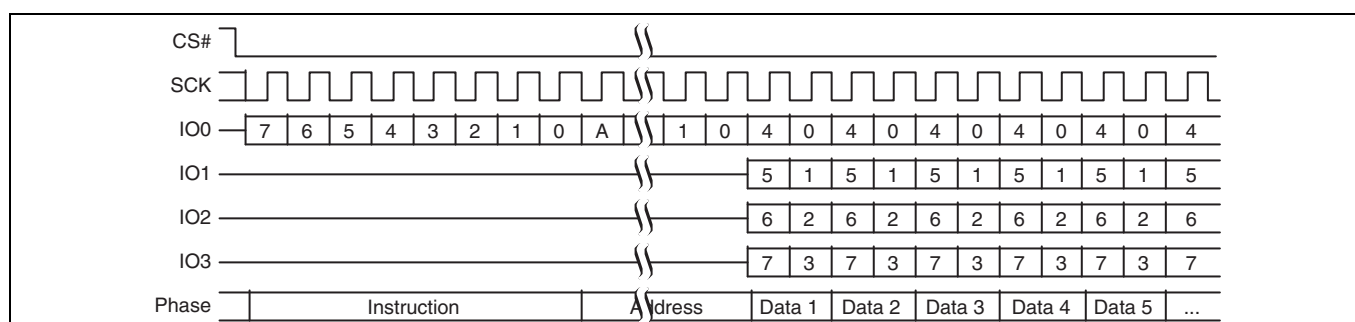 CS#
SCK
IO0 7 6 5 4 3 2 1 0 A 1 0 4 0 4 0 4 0 4 0 4 0 4
IO1 5 1 5 1 5 1 5 1 5 1 5
IO2 6 2 6 2 6 2 6 2 6 2 6
IO3 7 3 7 3 7 3 7 3 7 3 7
Phase Instruction Address Data 1 Data 2 Data 3 Data 4 Data 5 ...